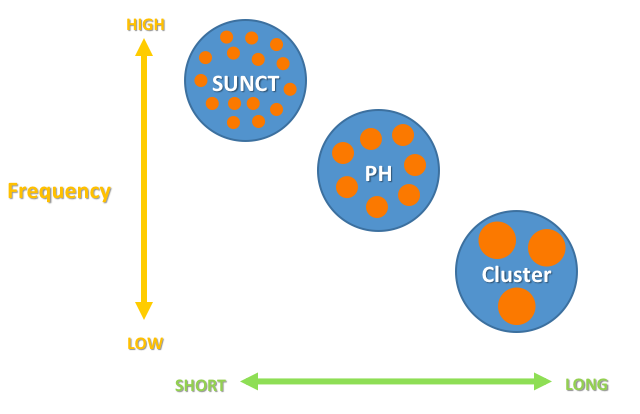 HIGH
SUNCT
PH
Frequency
Cluster
LOW
SHORT
LONG